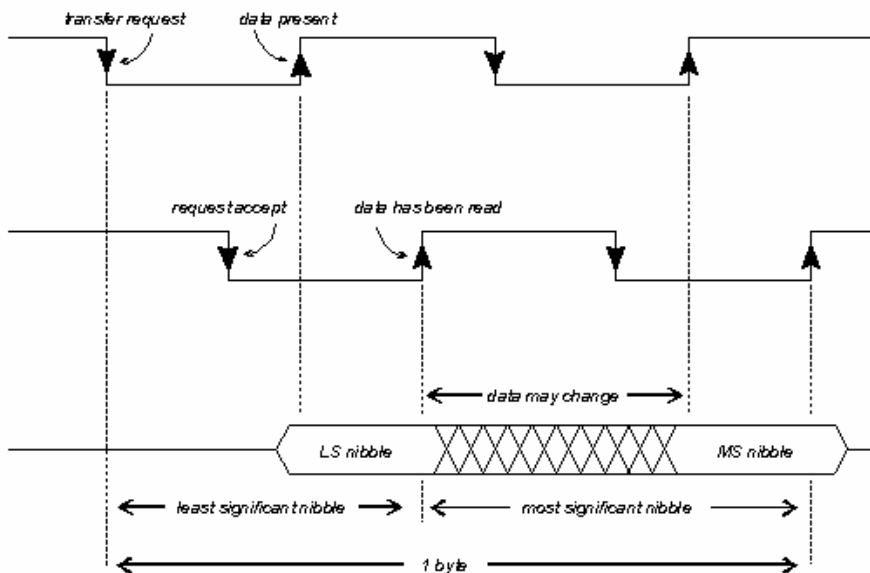 transfer request
data present
request accept
data has been read
data may change
LS nibble
MS nibble
least significant nibble
most significant nibble
1 byte